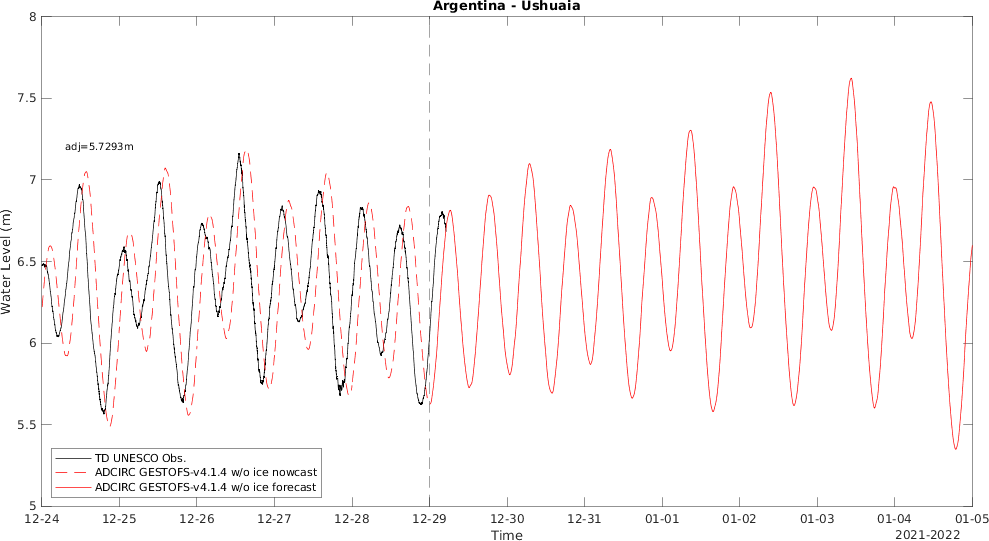 Argentina - Ushuaia
8
7.5
7
6.5
6
5.5
5
Water Level (m)
adj=5.7293m
TD UNESCO Obs.
ADCIRC GESTOFS-v4.1.4 w/o ice nowcast
ADCIRC GESTOFS-v4.1.4 w/o ice forecast
12-24 12-25 12-26 12-27 12-28 12-29 12-30 12-31 01-01 01-02 01-03 01-04 01-05
Time
2021-2022